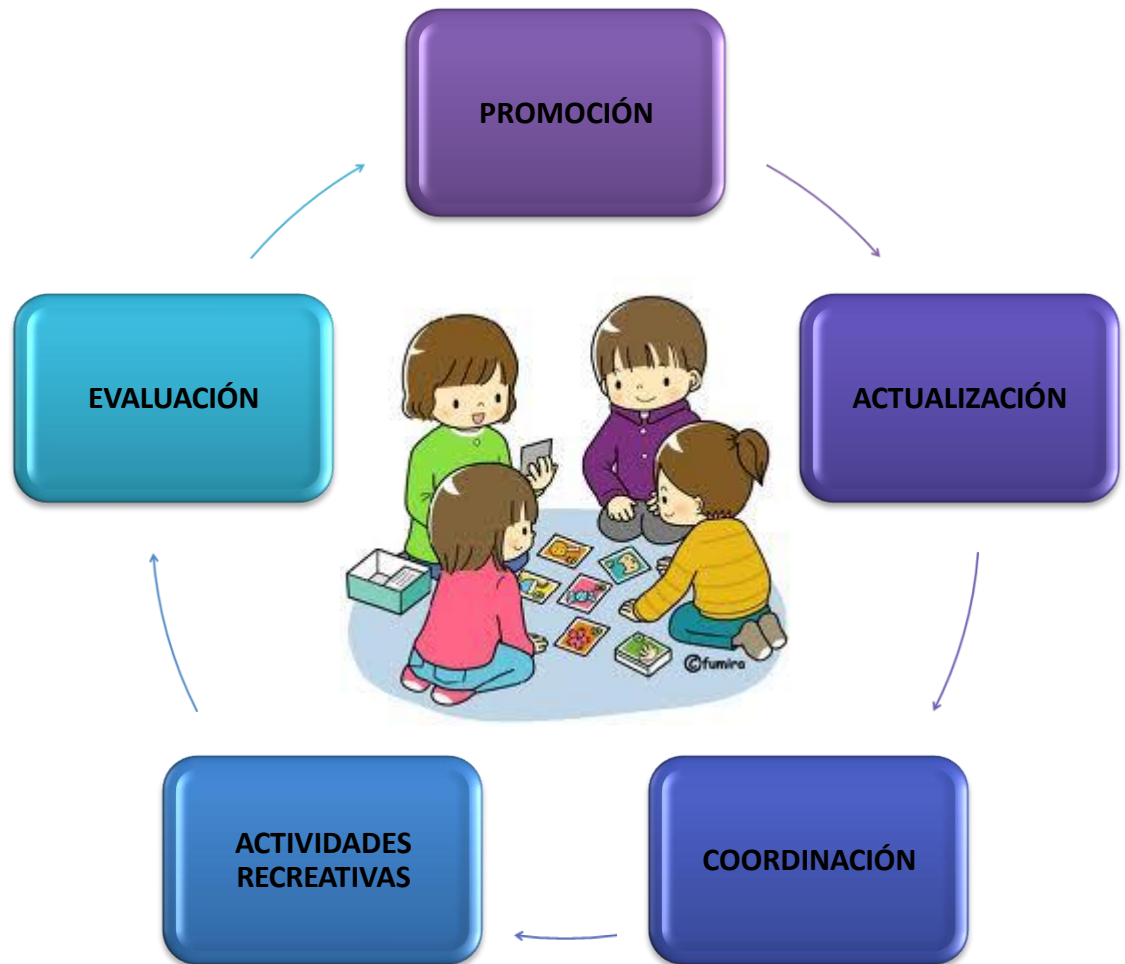 PROMOCIÓN
ACTUALIZACIÓN
COORDINACIÓN
ACTIVIDADES
RECREATIVAS
EVALUACIÓN
©fumira